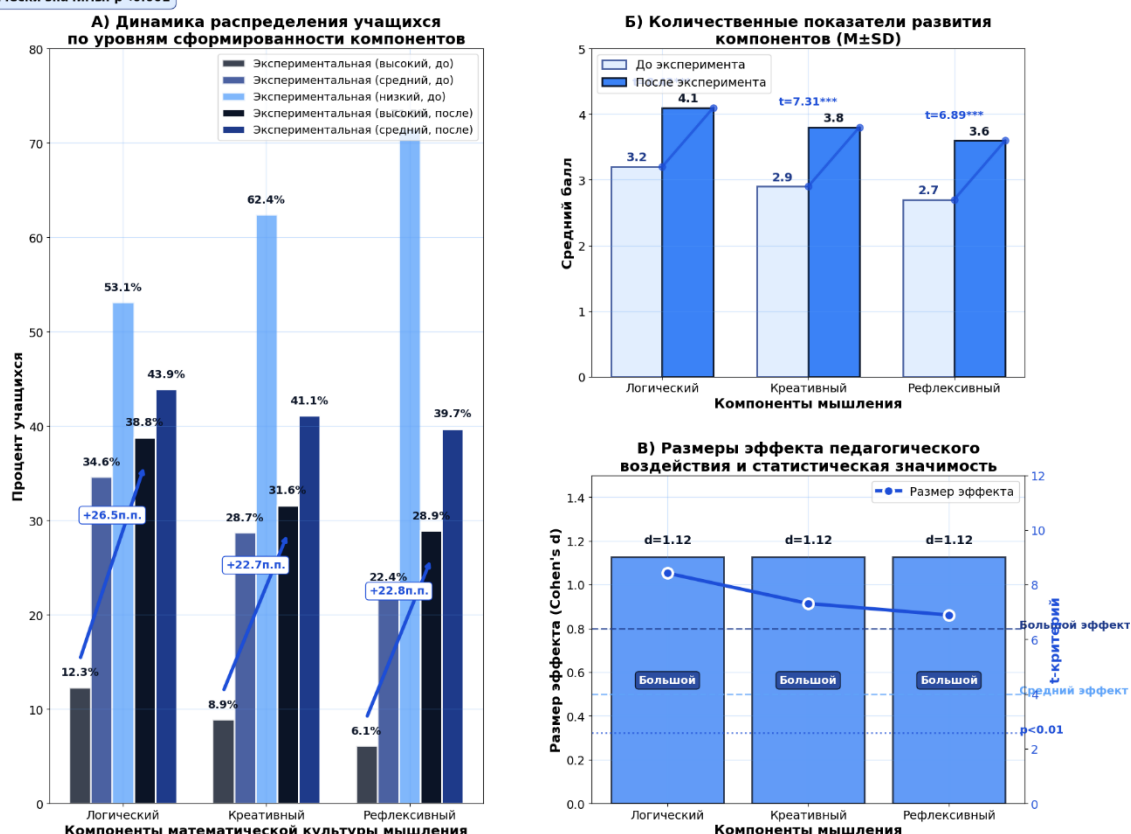 p<0.001
А) Динамика распределения учащихся
по уровням сформированности компонентов
Процент учащихся
80
70
60
50
40
30
20
10
0
Экспериментальная (высокий, до)
Экспериментальная (средний, до)
Экспериментальная (низкий, до)
Экспериментальная (высокий, после)
Экспериментальная (средний, после)
12.3%
34.6%
53.1%
38.8%
43.9%
+26.5п.п.
8.9%
28.7%
62.4%
31.6%
41.1%
+22.7п.п.
6.1%
22.4%
28.9%
39.7%
+22.8п.п.
Логический
Креативный
Рефлексивный
Компоненты математической культуры мышления
Б) Количественные показатели развития
компонентов (M±SD)
Средний балл
5
4
3
2
1
0
До эксперимента
После эксперимента
3.2
4.1
t=7.31***
2.9
3.8
t=6.89***
2.7
3.6
Логический
Креативный
Рефлексивный
Компоненты мышления
В) Размеры эффекта педагогического
воздействия и статистическая значимость
Размер эффекта (Cohen's d)
1.4
1.2
1.0
0.8
0.6
0.4
0.2
0.0
Размер эффекта
d=1.12
d=1.12
d=1.12
Большой
Большой
Большой
Большой эффект
Средний эффект
p<0.01
t-критерий
12
10
8
6
4
2
0
Логический
Креативный
Рефлексивный
Компоненты мышления